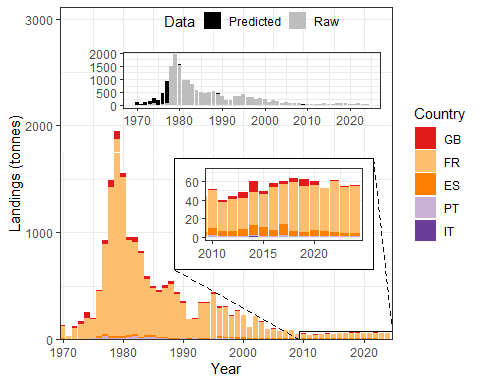 Data Predicted Raw
2000
1500
1000
500
0
1970 1980 1990 2000 2010 2020
Landings (tonnes)
3000
2000
1000
0
60
40
20
0
2010 2015 2020
1970 1980 1990 2000 2010 2020
Year
Country
GB
FR
ES
PT
IT